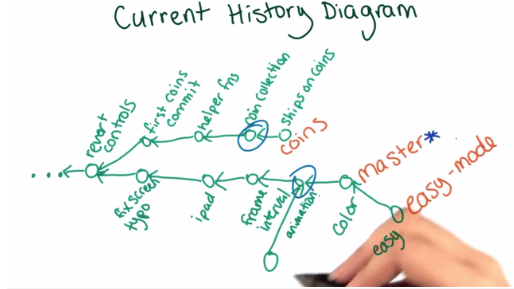 Current History Diagram
revert controls
first coins commit
helper fns
coin collection
ships on coins
coins
...
fix screen typo
ipad
frame interval
animation
color
master*
easy
easy-mode